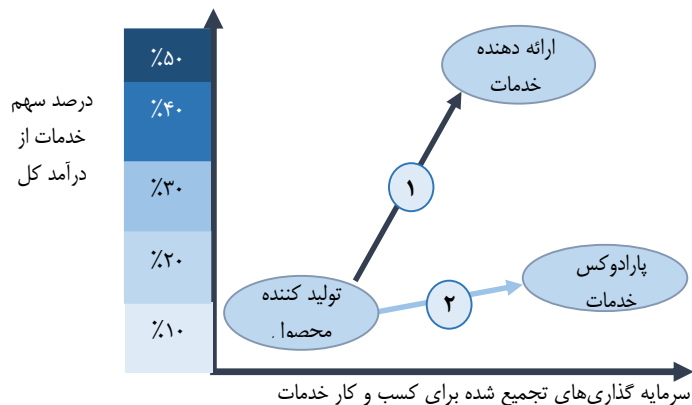 درصد سهم
خدمات از
درآمد کل
٪۵۰
٪۴۰
٪۳۰
٪۲۰
٪۱۰
ارائه دهنده
خدمات
۱
پارادوکس
خدمات
۲
تولید کننده
محصول
سرمایه گذاری‌های تجمیع شده برای کسب و کار خدمات